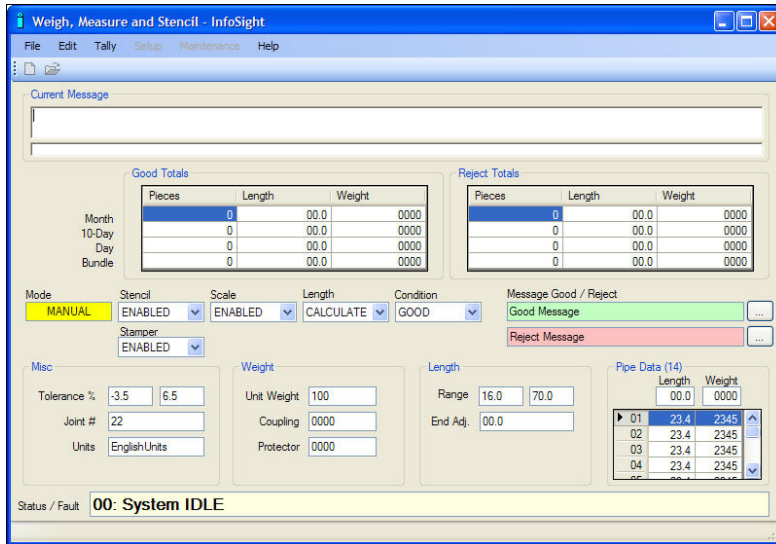 Weigh, Measure and Stencil - InfoSight
File Edit Tally Setup Maintenance Help
Current Message
Good Totals Reject Totals
Pieces Length Weight Pieces Length Weight
Month 0 00.0 0000 0 00.0 0000
10-Day 0 00.0 0000 0 00.0 0000
Day 0 00.0 0000 0 00.0 0000
Bundle 0 00.0 0000 0 00.0 0000
Mode Stencil Scale Length Condition Message Good / Reject
MANUAL ENABLED ENABLED CALCULATE GOOD Good Message ...
Stamper Reject Message ...
ENABLED
Misc Weight Length Pipe Data (14)
Length Weight
Tolerance % -3.5 6.5 Unit Weight 100 Range 16.0 70.0 00.0 0000
Joint # 22 Coupling 0000 End Adj. 00.0 01 23.4 2345
02 23.4 2345
Units EnglishUnits Protector 0000 03 23.4 2345
04 23.4 2345
Status / Fault 00: System IDLE